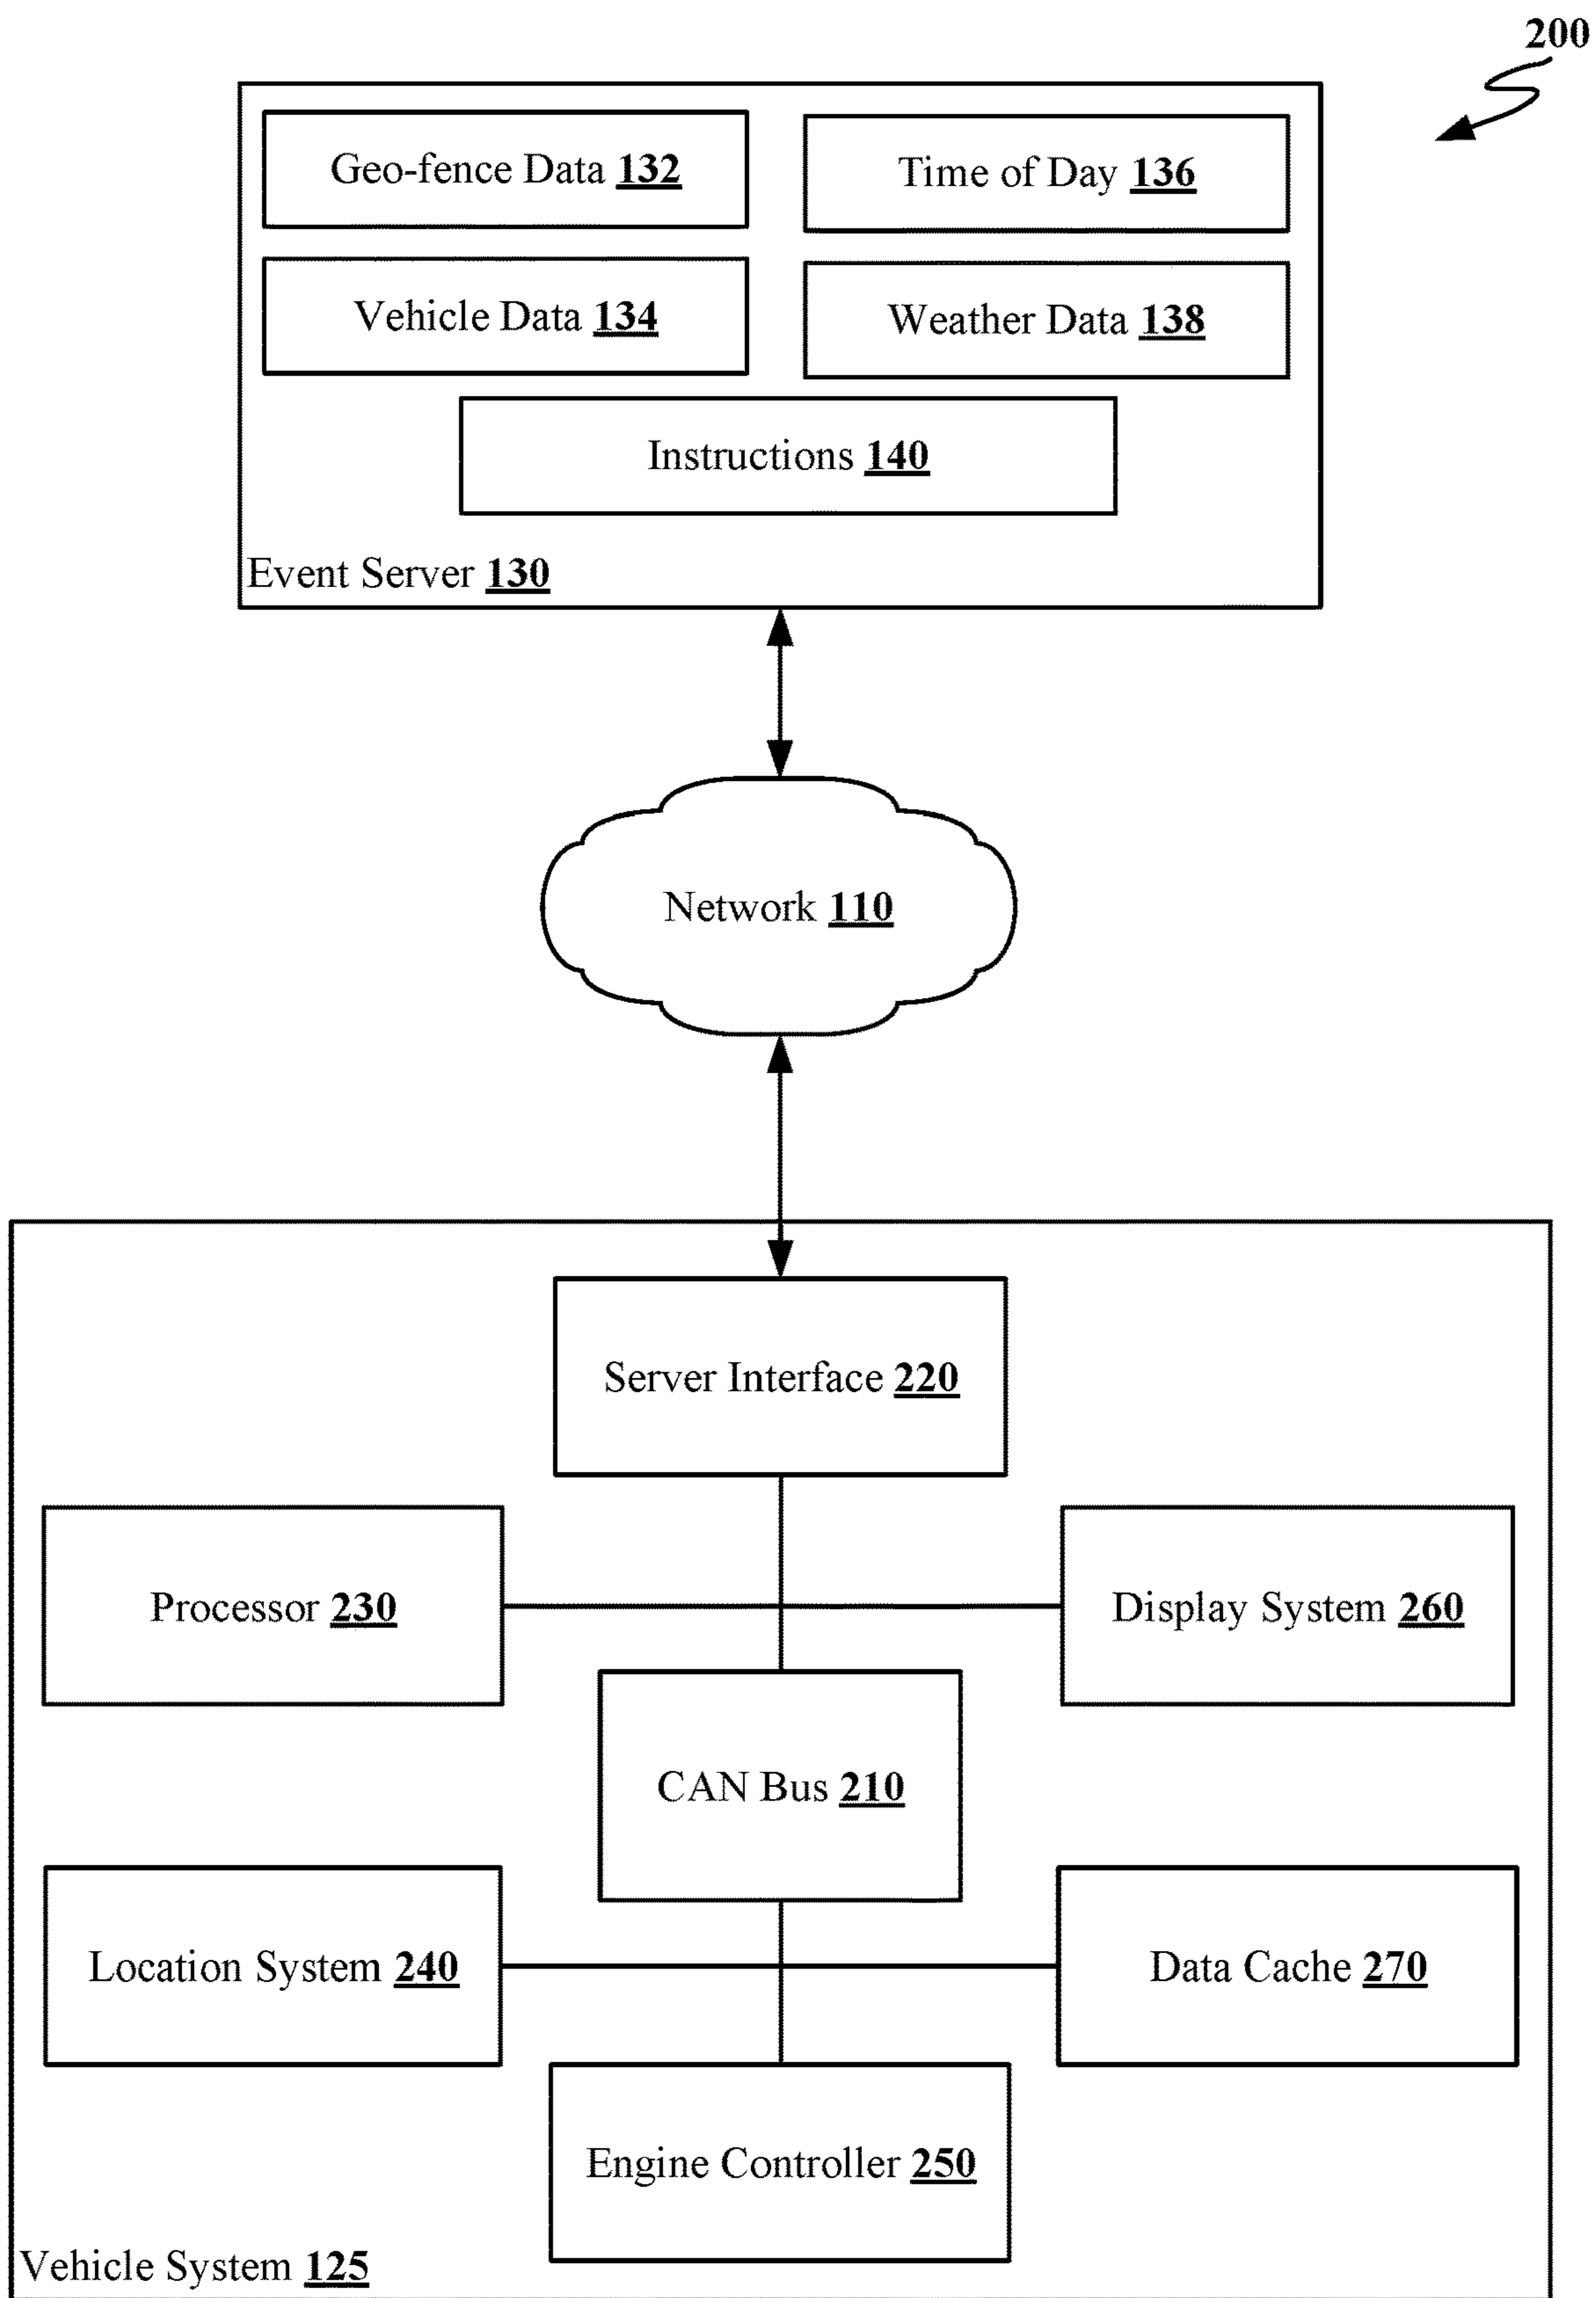 200
Geo-fence Data 132
Time of Day 136
Vehicle Data 134
Weather Data 138
Instructions 140
Event Server 130
Network 110
Server Interface 220
Processor 230
Display System 260
CAN Bus 210
Location System 240
Data Cache 270
Engine Controller 250
Vehicle System 125